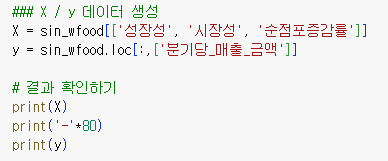 ### X / y 데이터 생성
X = sin_wfood[['성장성', '시장성', '순점포증감률']]
y = sin_wfood.loc[:,['분기당_매출_금액']]
# 결과 확인하기
print(X)
print('-'*80)
print(y)